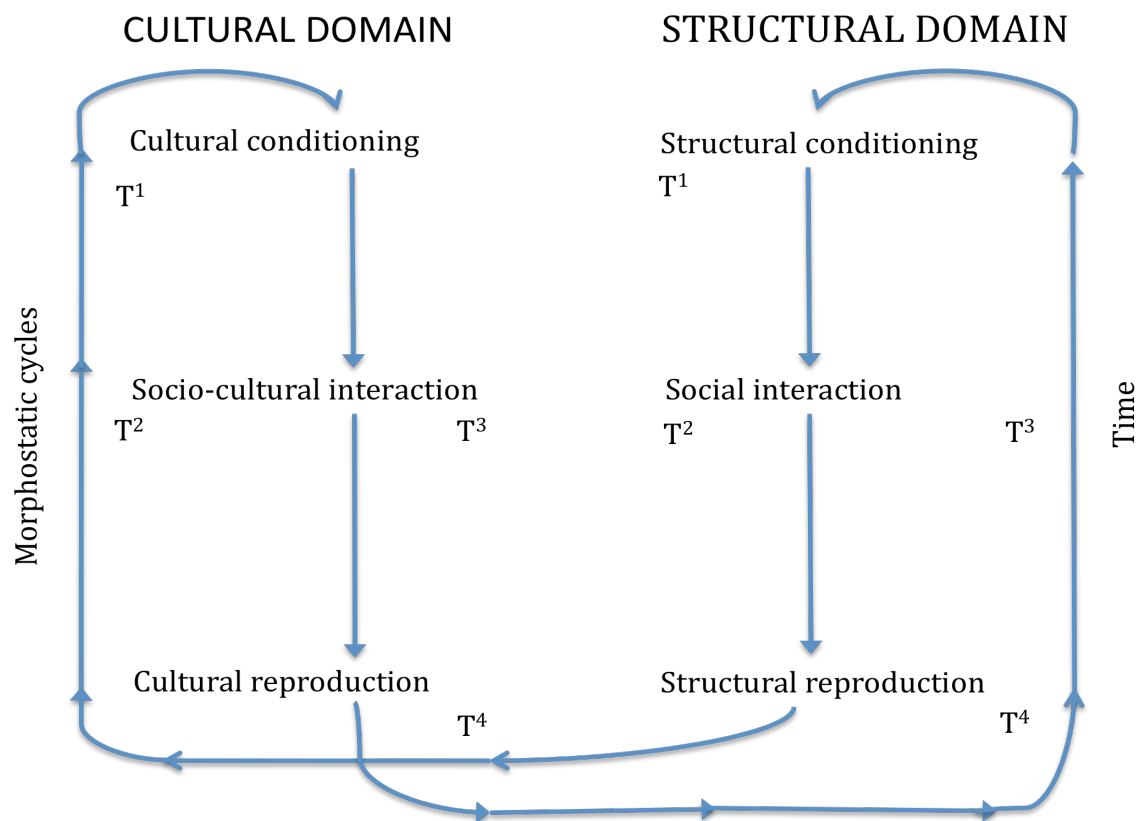 CULTURAL DOMAIN
STRUCTURAL DOMAIN
Cultural conditioning
Structural conditioning
T¹
T¹
Morphostatic cycles
Socio-cultural interaction
Social interaction
T²
T³
T²
T³
Time
Cultural reproduction
Structural reproduction
T⁴
T⁴